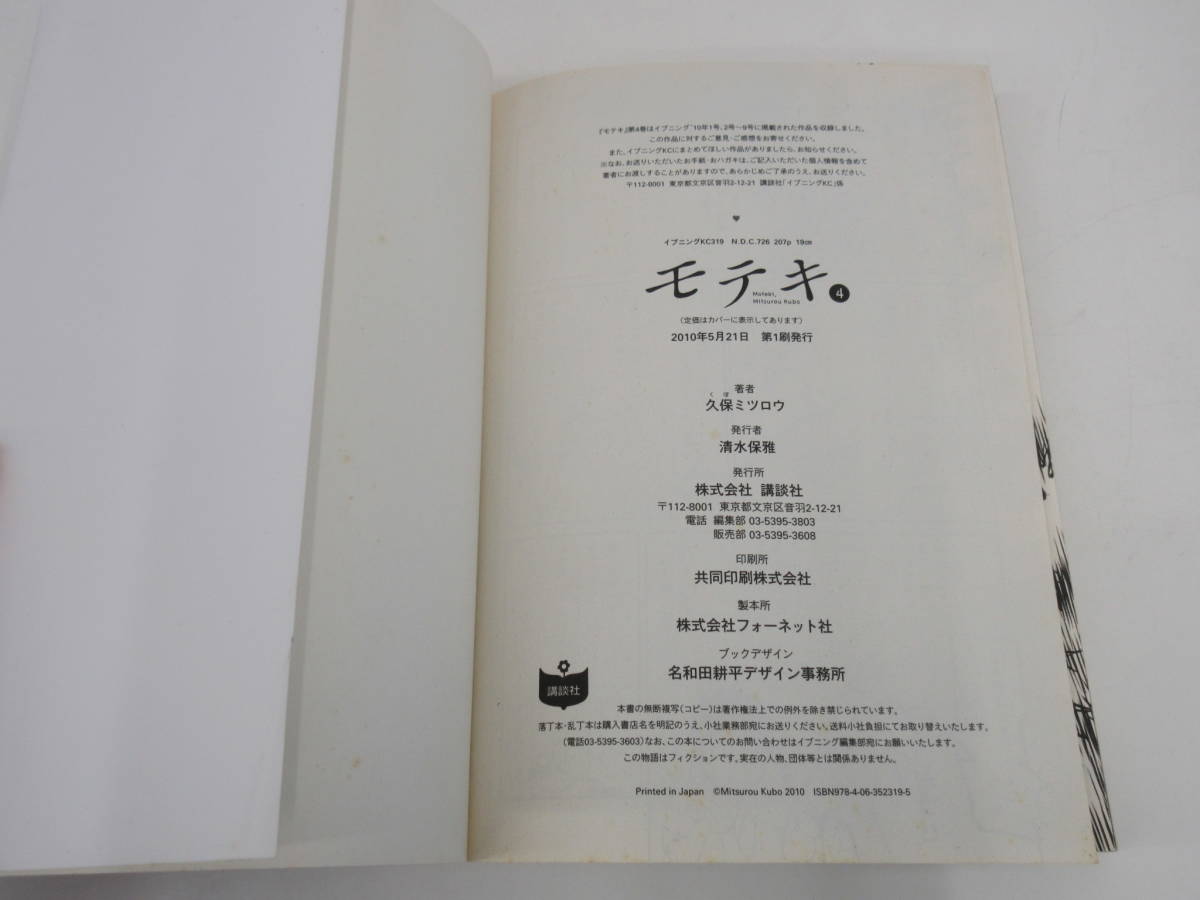 『モテキ』第4巻はイブニング'10年1号、2号〜9号に掲載された作品を収録しました。
この作品に対するご意見・ご感想をお寄せください。
また、イブニングKCにまとめてほしい作品がありましたら、お知らせください。
※なお、お送りいただいたお手紙・おハガキは、ご記入いただいた個人情報を含めて
著者にお渡しすることがありますので、あらかじめご了承のうえ、お送りください。
〒112-8001 東京都文京区音羽2-12-21 講談社「イブニングKC」係
♥
イブニングKC319 N.D.C.726 207p 19㎝
モテキ 4
Moteki,
Mitsurou Kubo
(定価はカバーに表示してあります)
2010年5月21日 第1刷発行
著者
くぼ
久保ミツロウ
発行者
清水保雅
発行所
株式会社 講談社
〒112-8001 東京都文京区音羽2-12-21
電話 編集部 03-5395-3803
販売部 03-5395-3608
印刷所
共同印刷株式会社
製本所
株式会社フォーネット社
ブックデザイン
名和田耕平デザイン事務所
講談社
本書の無断複写(コピー)は著作権法上での例外を除き禁じられています。
落丁本・乱丁本は購入書店名を明記のうえ、小社業務部宛にお送りください。送料小社負担にてお取り替えいたします。
(電話03-5395-3603)なお、この本についてのお問い合わせはイブニング編集部宛にお願いいたします。
この物語はフィクションです。実在の人物、団体等とは関係ありません。
Printed in Japan ©Mitsurou Kubo 2010 ISBN978-4-06-352319-5